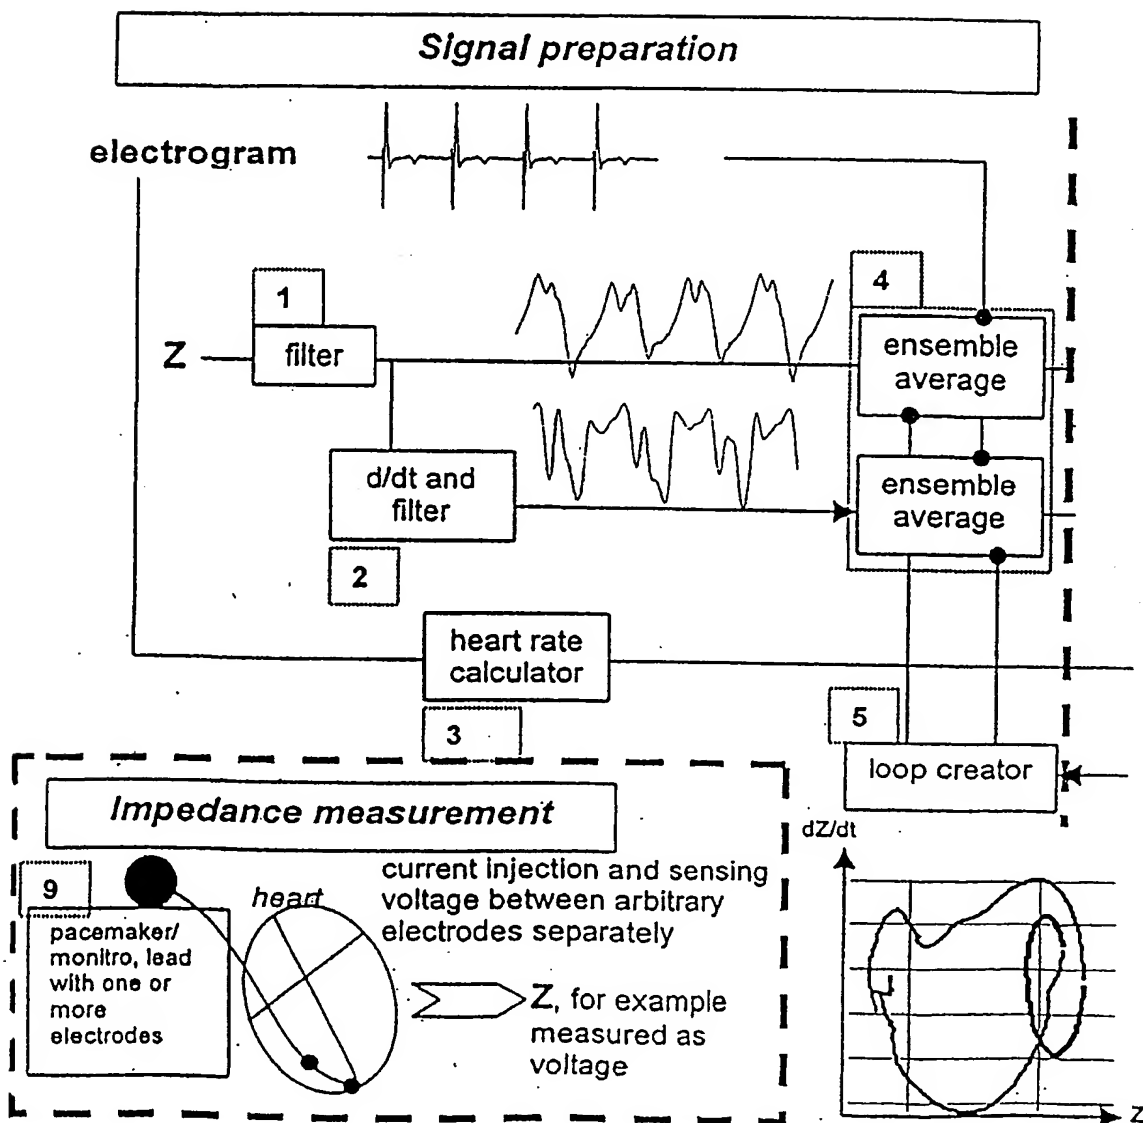 Signal preparation
electrogram
1
4
Z
filter
ensemble
average
d/dt and
filter
ensemble
average
2
heart rate
calculator
3
5
loop creator
Impedance measurement
9
heart
current injection and sensing
voltage between arbitrary
electrodes separately
pacemaker/
monitro, lead
with one or
more
electrodes
Z, for example
measured as
voltage
dZ/dt
Z